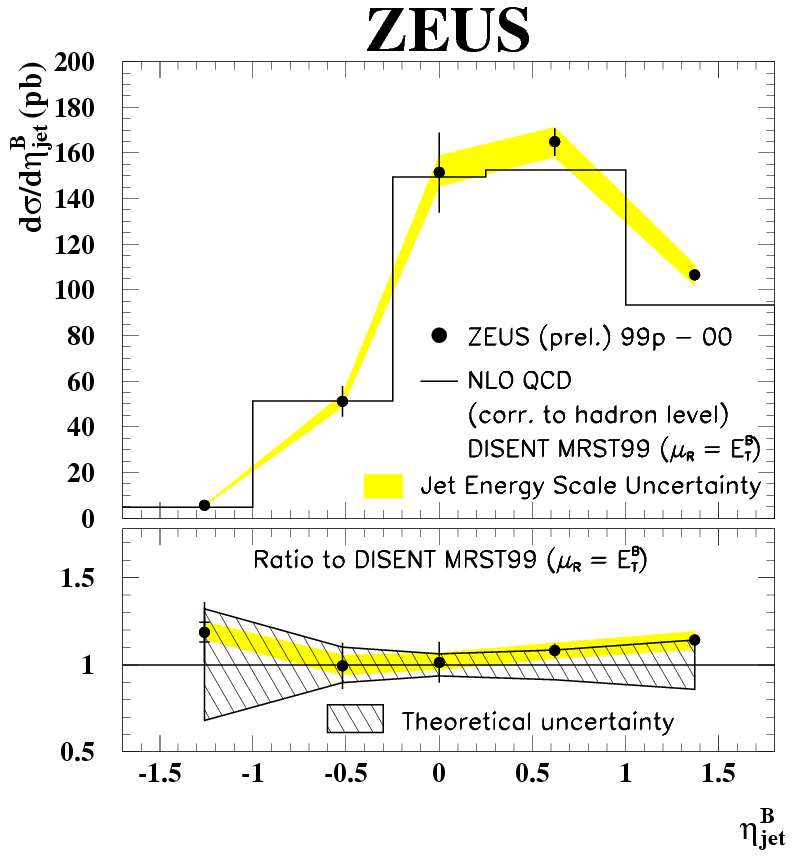 ZEUS
dσ/dη^B_jet (pb)
200
180
160
140
120
100
80
60
40
20
0
ZEUS (prel.) 99p − 00
NLO QCD
(corr. to hadron level)
DISENT MRST99 (μ_R = E^B_T)
Jet Energy Scale Uncertainty
Ratio to DISENT MRST99 (μ_R = E^B_T)
1.5
1
0.5
Theoretical uncertainty
-1.5 -1 -0.5 0 0.5 1 1.5
η^B_jet